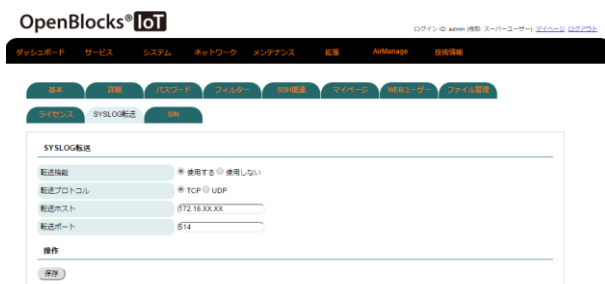 OpenBlocks® IoT
ログイン ID: admin (権限: スーパーユーザー) マイページ ログアウト
ダッシュボード サービス システム ネットワーク メンテナンス 拡張 AirManage 技術情報
基本 詳細 パスワード フィルター SSH関連 マイページ WEBユーザー ファイル管理
ライセンス SYSLOG転送 S/N
SYSLOG転送
転送機能 使用する 使用しない
転送プロトコル TCP UDP
転送ホスト 172.16.XX.XX
転送ポート 514
操作
保存